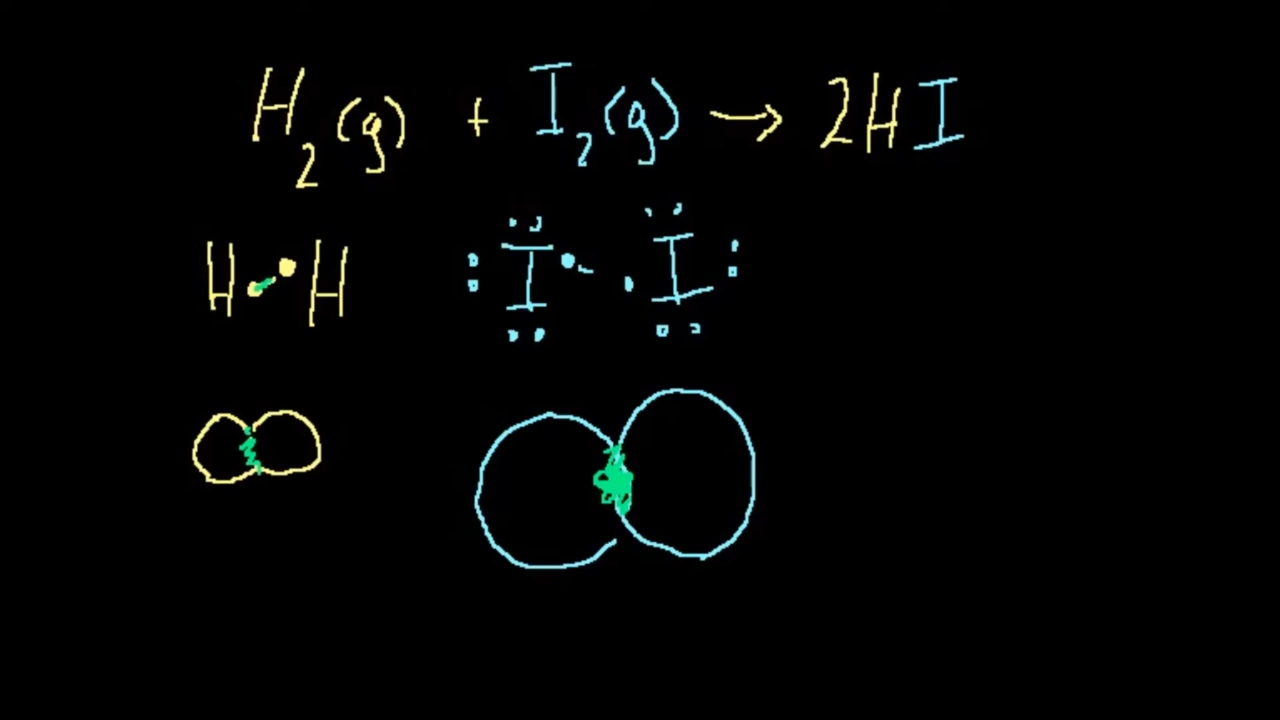 H₂(g) + I₂(g) → 2HI
H H I I